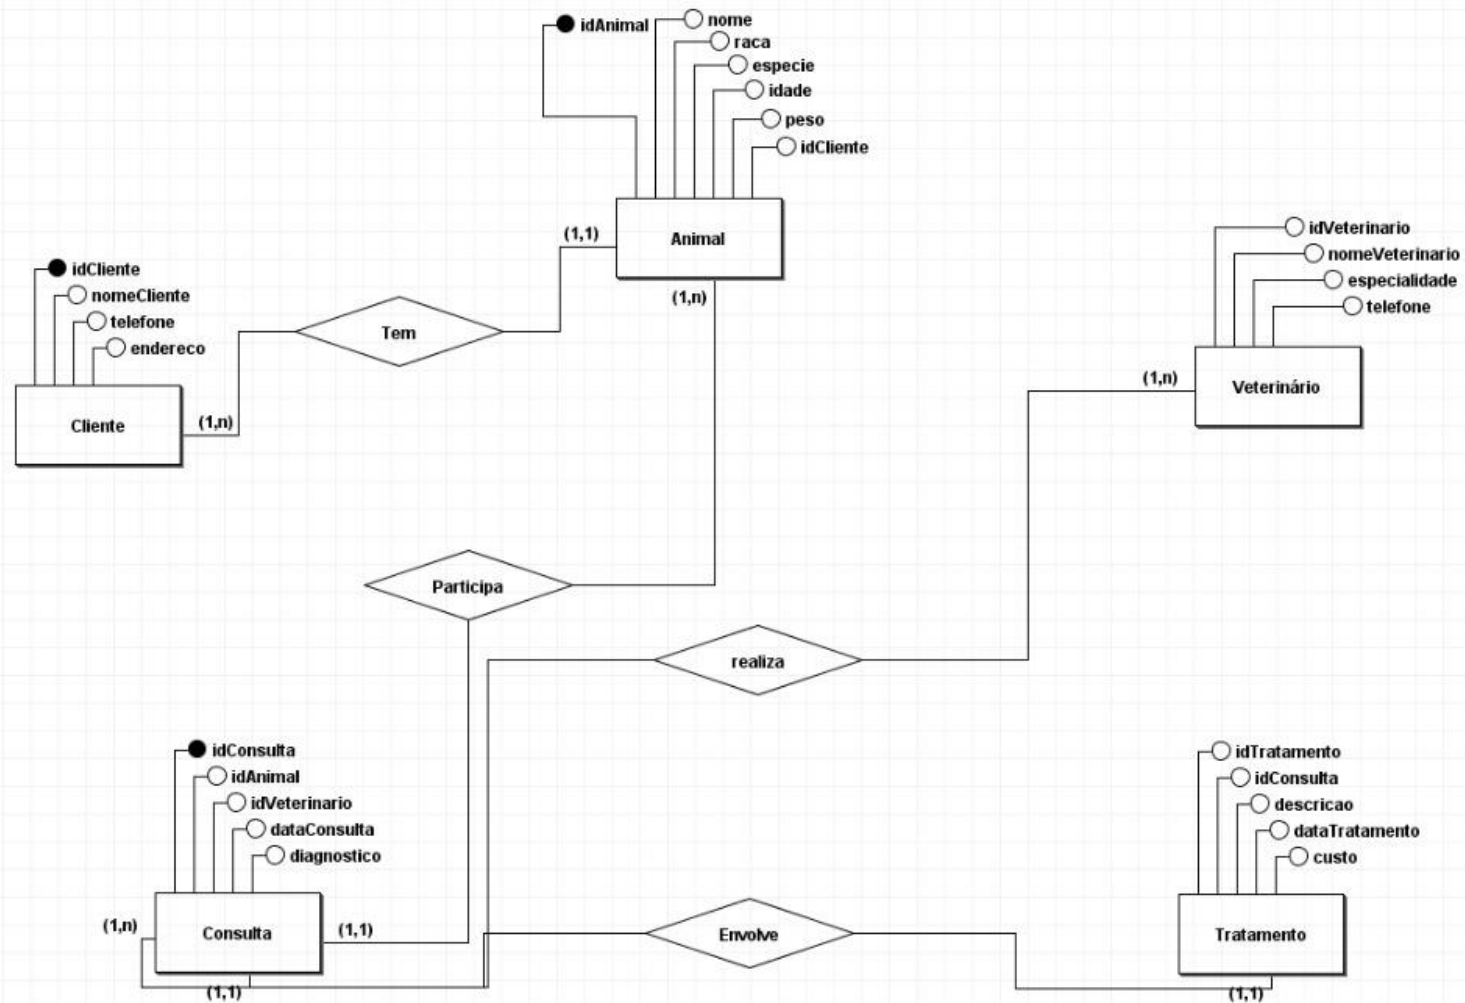 idAnimal
nome
raca
especie
idade
peso
idCliente
Animal
(1,1)
(1,n)
idCliente
nomeCliente
telefone
endereco
Cliente
(1,n)
Tem
idVeterinario
nomeVeterinario
especialidade
telefone
Veterinário
(1,n)
Participa
realiza
idConsulta
idAnimal
idVeterinario
dataConsulta
diagnostico
Consulta
(1,n)
(1,1)
(1,1)
Envolve
idTratamento
idConsulta
descricao
dataTratamento
custo
Tratamento
(1,1)